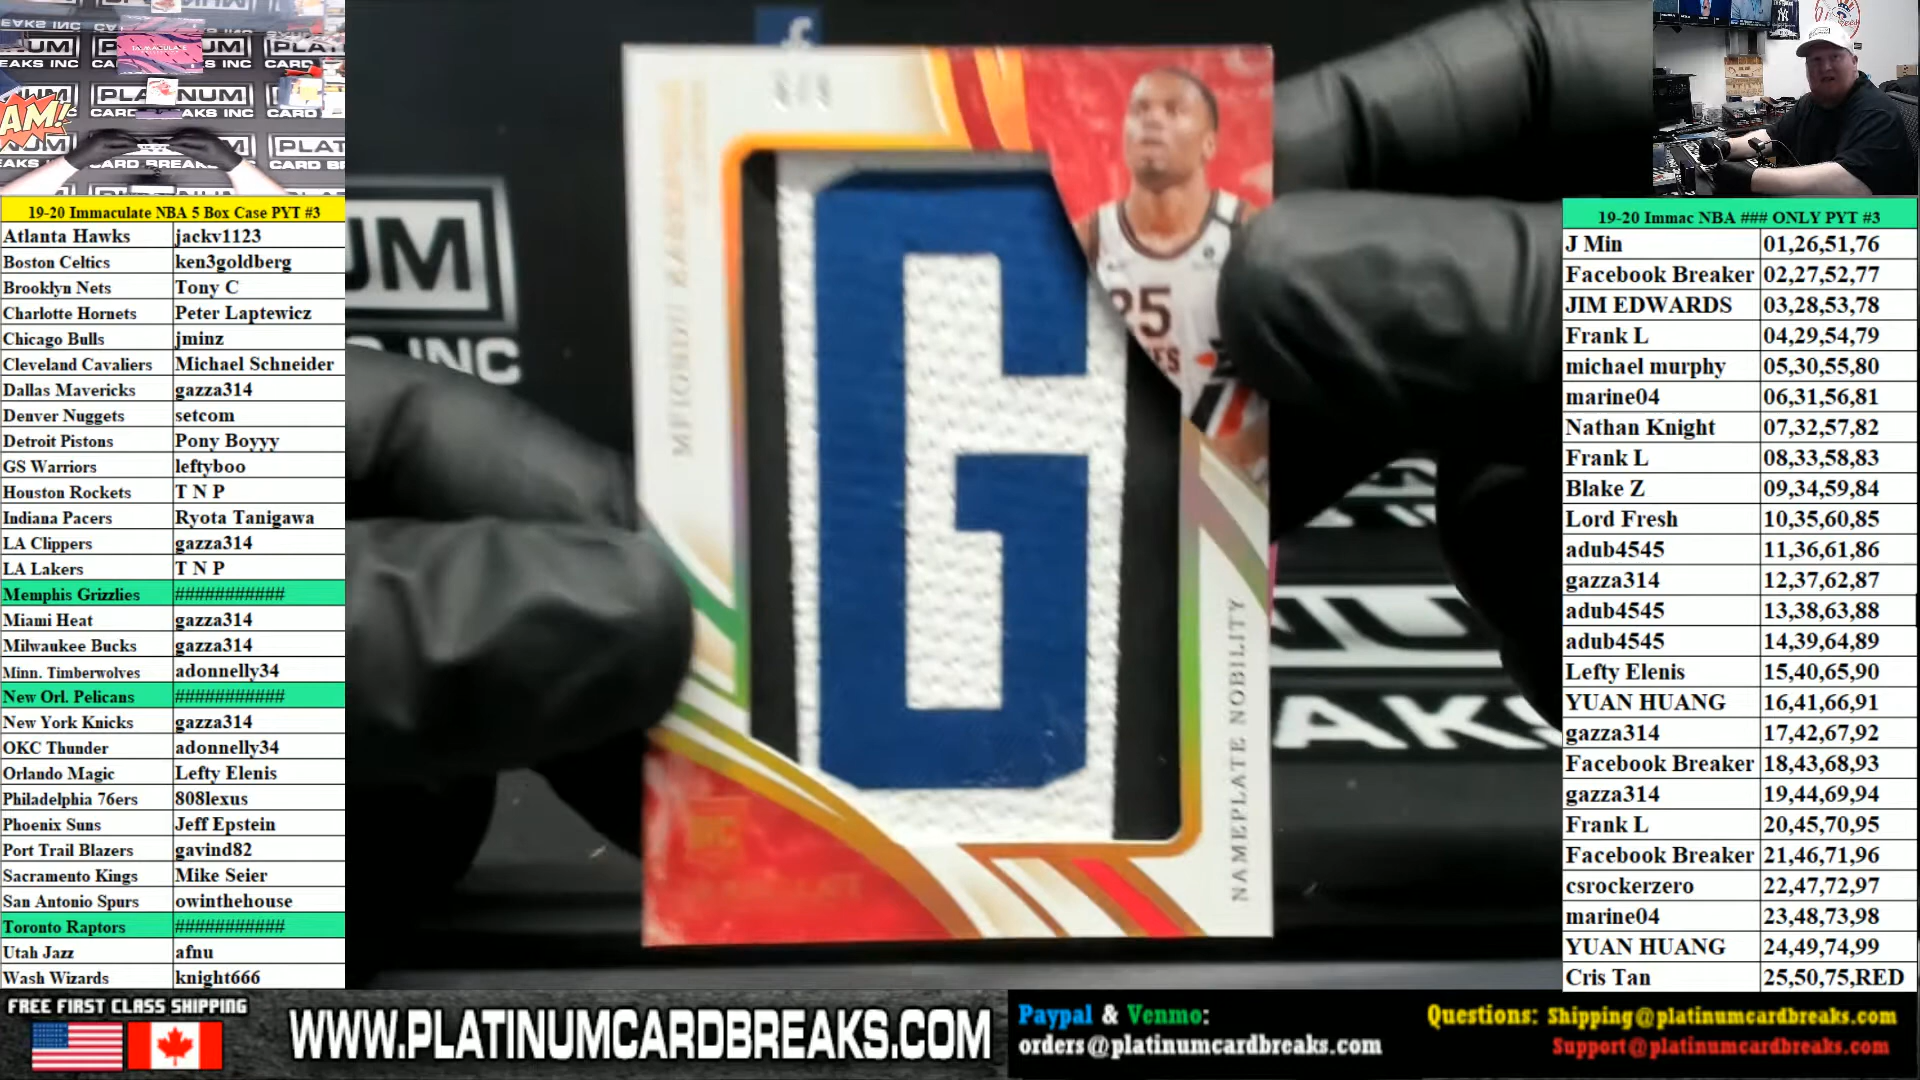 19-20 Immaculate NBA 5 Box Case PYT #3
Atlanta Hawks jackv1123
Boston Celtics ken3goldberg
Brooklyn Nets Tony C
Charlotte Hornets Peter Laptewicz
Chicago Bulls jminz
Cleveland Cavaliers Michael Schneider
Dallas Mavericks gazza314
Denver Nuggets setcom
Detroit Pistons Pony Boyyy
GS Warriors leftyboo
Houston Rockets T N P
Indiana Pacers Ryota Tanigawa
LA Clippers gazza314
LA Lakers T N P
Memphis Grizzlies ###########
Miami Heat gazza314
Milwaukee Bucks gazza314
Minn. Timberwolves adonnelly34
New Orl. Pelicans ###########
New York Knicks gazza314
OKC Thunder adonnelly34
Orlando Magic Lefty Elenis
Philadelphia 76ers 808lexus
Phoenix Suns Jeff Epstein
Port Trail Blazers gavind82
Sacramento Kings Mike Seier
San Antonio Spurs owinthehouse
Toronto Raptors ###########
Utah Jazz afnu
Wash Wizards knight666
G
25
NAMEPLATE NOBILITY
RC
19-20 Immac NBA ### ONLY PYT #3
J Min 01,26,51,76
Facebook Breaker 02,27,52,77
JIM EDWARDS 03,28,53,78
Frank L 04,29,54,79
michael murphy 05,30,55,80
marine04 06,31,56,81
Nathan Knight 07,32,57,82
Frank L 08,33,58,83
Blake Z 09,34,59,84
Lord Fresh 10,35,60,85
adub4545 11,36,61,86
gazza314 12,37,62,87
adub4545 13,38,63,88
adub4545 14,39,64,89
Lefty Elenis 15,40,65,90
YUAN HUANG 16,41,66,91
gazza314 17,42,67,92
Facebook Breaker 18,43,68,93
gazza314 19,44,69,94
Frank L 20,45,70,95
Facebook Breaker 21,46,71,96
csrockerzero 22,47,72,97
marine04 23,48,73,98
YUAN HUANG 24,49,74,99
Cris Tan 25,50,75,RED
FREE FIRST CLASS SHIPPING
WWW.PLATINUMCARDBREAKS.COM
Paypal & Venmo:
orders@platinumcardbreaks.com
Questions: Shipping@platinumcardbreaks.com
Support@platinumcardbreaks.com